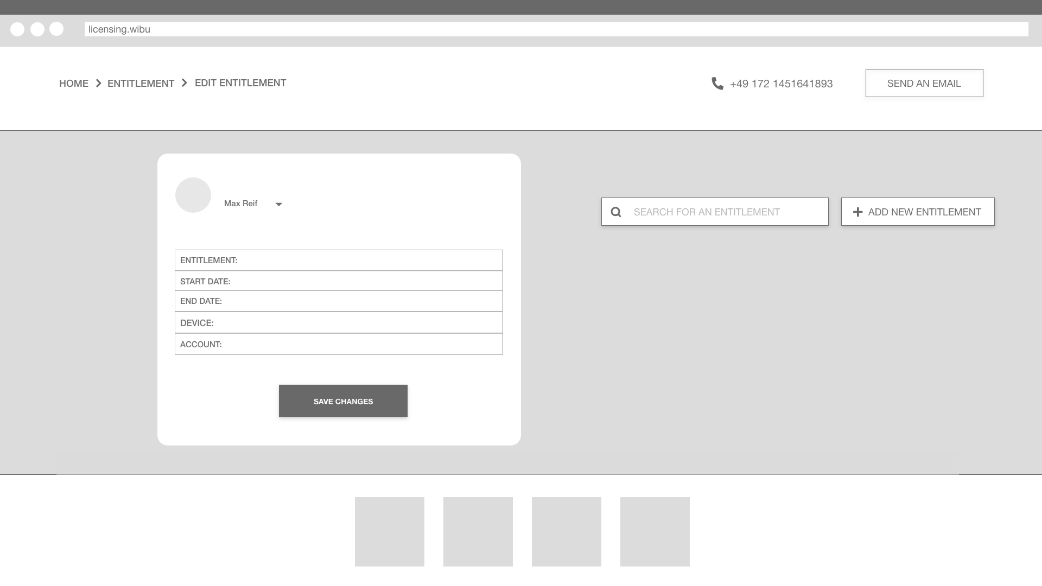 licensing.wibu
HOME
ENTITLEMENT
EDIT ENTITLEMENT
+49 172 1451641893
SEND AN EMAIL
Max Reif
SEARCH FOR AN ENTITLEMENT
ADD NEW ENTITLEMENT
ENTITLEMENT:
START DATE:
END DATE:
DEVICE:
ACCOUNT:
SAVE CHANGES